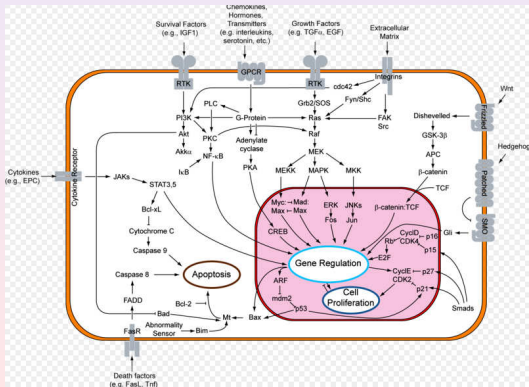 Chemokines,
Hormones,
Transmitters
(e.g. interleukins,
serotonin, etc.)
Survival Factors
(e.g., IGF1)
Growth Factors
(e.g. TGFα, EGF)
Extracellular
Matrix
RTK
GPCR
RTK
Integrins
cdc42
Wnt
PLC
Grb2/SOS
Fyn/Shc
Dishevelled
Frizzled
PI3K
G-Protein
Ras
FAK
Src
GSK-3β
Akt
PKC
Adenylate
cyclase
Raf
APC
Hedgehog
Akkα
NF-κB
MEK
β-catenin
Patched
IκB
PKA
MEKK
MAPK
MKK
TCF
Cytokines
(e.g., EPC)
Cytokine Receptor
JAKs
STAT3,5
Myc: Mad:
Max Max
ERK
Fos
JNKs
Jun
β-catenin:TCF
SMO
Gli
Bcl-xL
CREB
CycID p16
Rb CDK4 p15
Cytochrome C
Gene Regulation
E2F
Caspase 9
CycIE p27
CDK2
p21
Caspase 8
Apoptosis
ARF
Cell
Proliferation
mdm2
FADD
Bcl-2
p53
Smads
Bad
Mt
Bax
FasR
Abnormality
Sensor
Bim
Death factors
(e.g. FasL, Tnf)